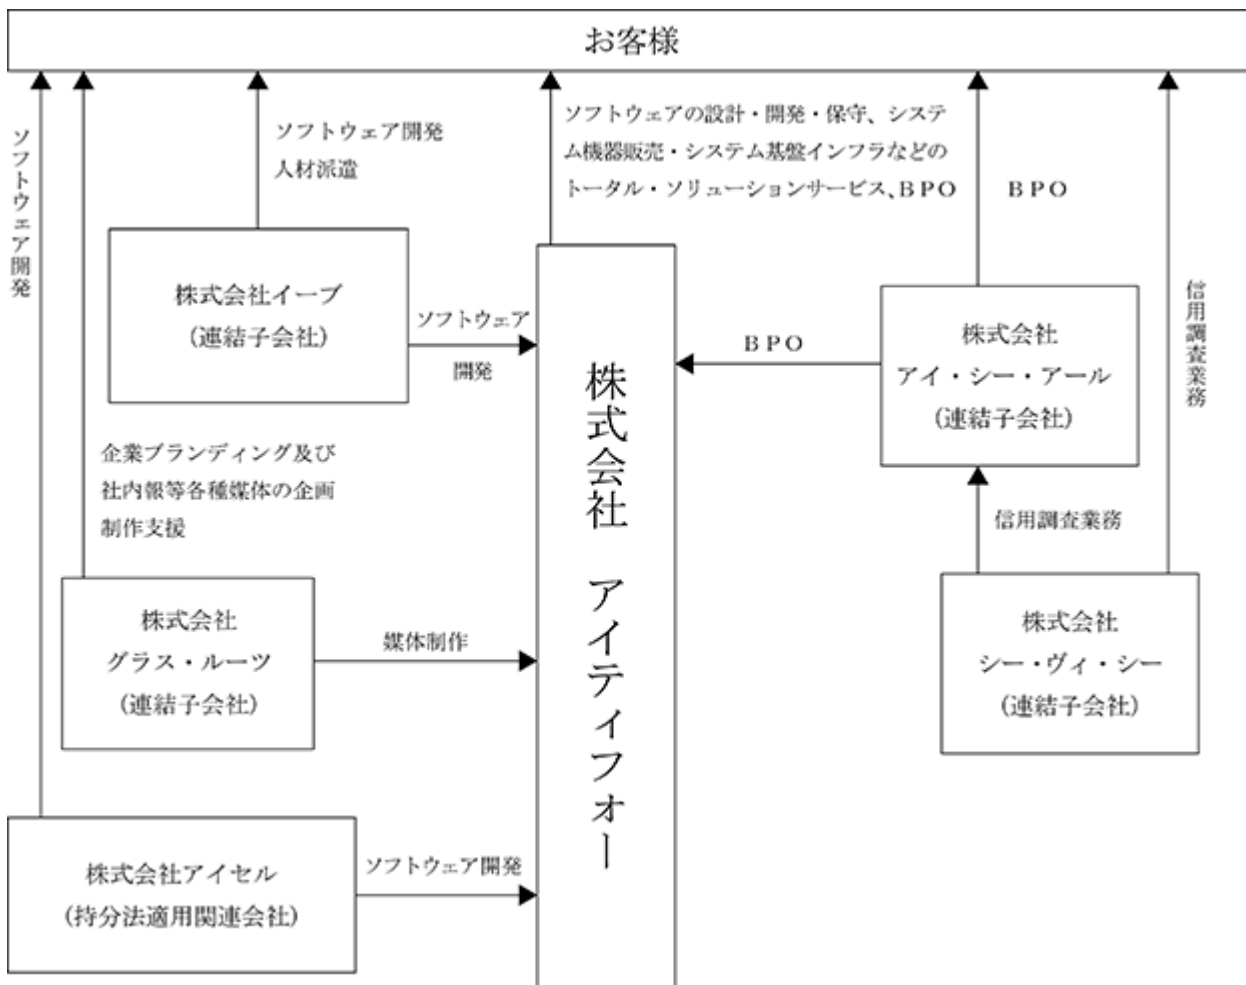 お客様
ソフトウェア開発
ソフトウェア開発
人材派遣
ソフトウェアの設計・開発・保守、システ
ム機器販売・システム基盤インフラなどの
トータル・ソリューションサービス、BPO
BPO
信用調査業務
株式会社イーブ
(連結子会社)
ソフトウェア
開発
株式会社 アイティフォー
BPO
株式会社
アイ・シー・アール
(連結子会社)
企業ブランディング及び
社内報等各種媒体の企画
制作支援
信用調査業務
株式会社
グラス・ルーツ
(連結子会社)
媒体制作
株式会社
シー・ヴィ・シー
(連結子会社)
株式会社アイセル
(持分法適用関連会社)
ソフトウェア開発